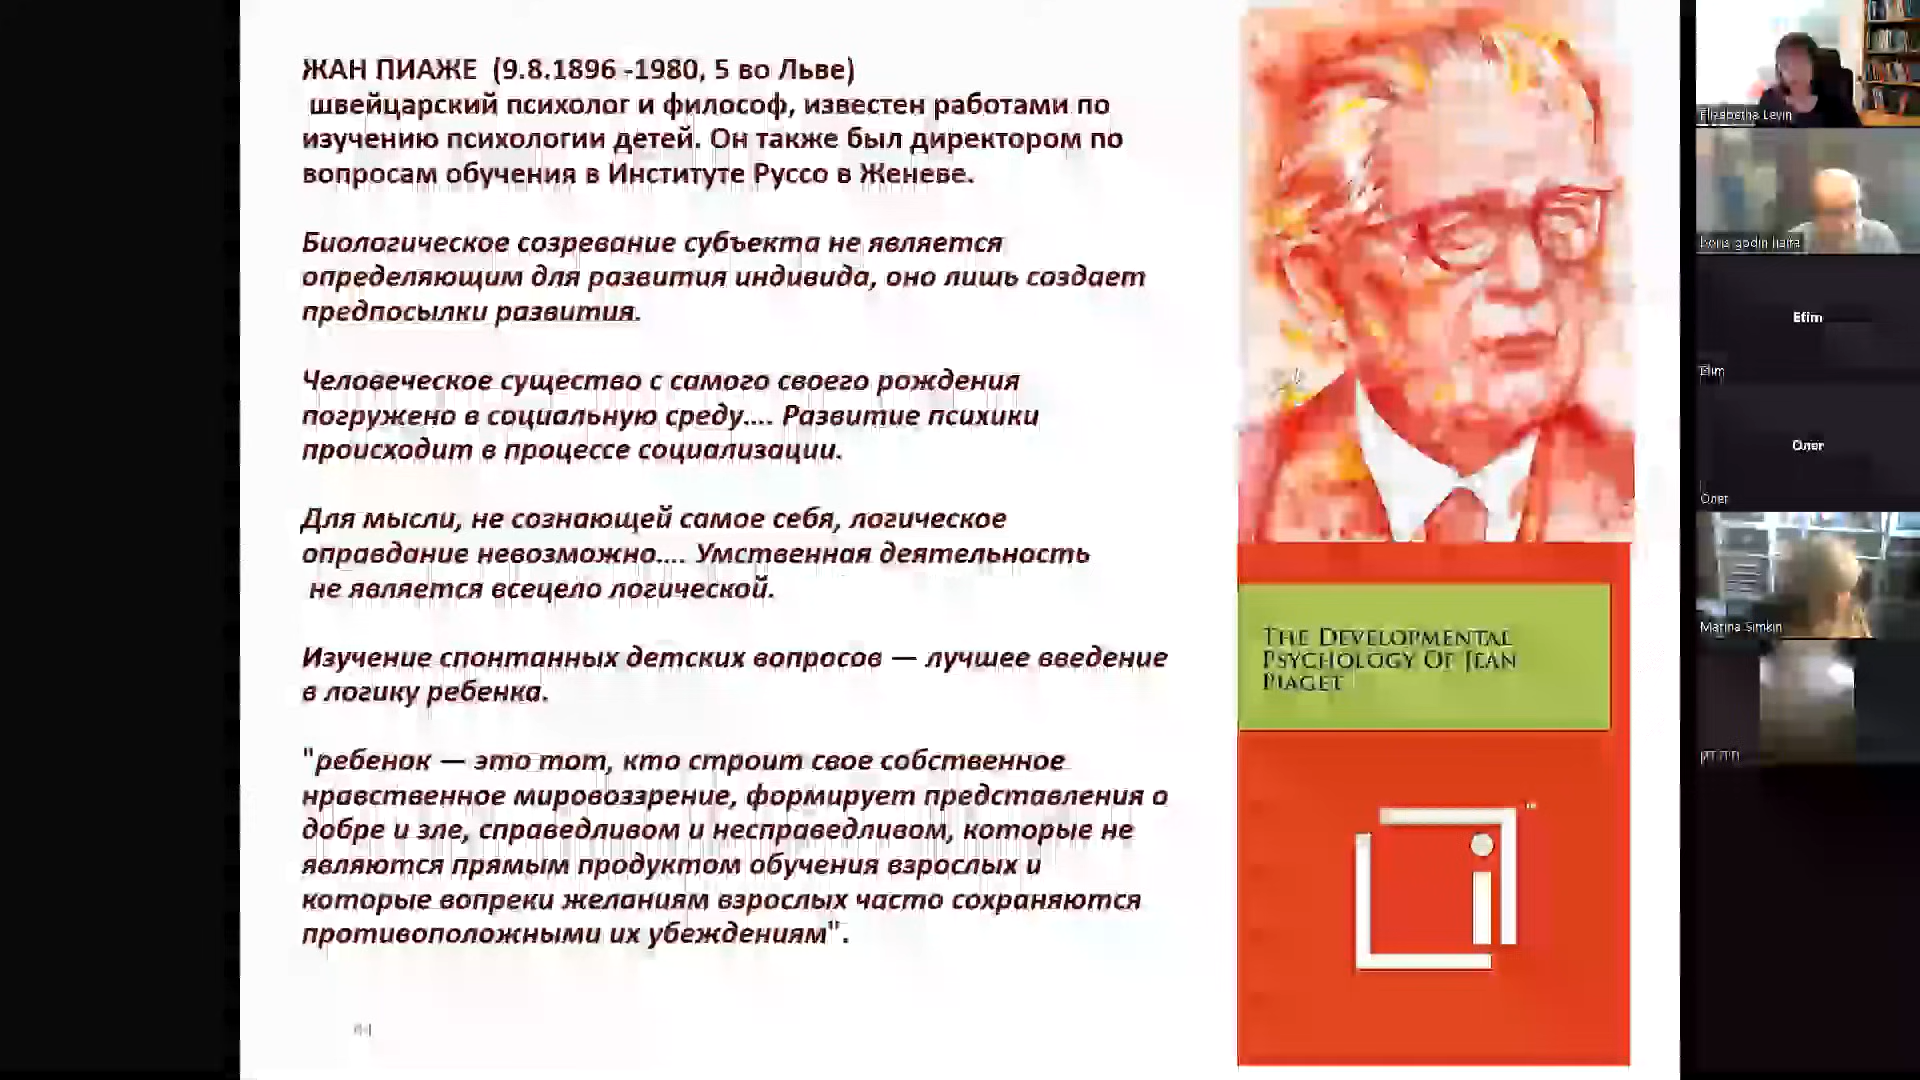 ЖАН ПИАЖЕ (9.8.1896 -1980, 5 во Льве)
швейцарский психолог и философ, известен работами по
изучению психологии детей. Он также был директором по
вопросам обучения в Институте Руссо в Женеве.
Биологическое созревание субъекта не является
определяющим для развития индивида, оно лишь создает
предпосылки развития.
Человеческое существо с самого своего рождения
погружено в социальную среду.... Развитие психики
происходит в процессе социализации.
Для мысли, не сознающей самое себя, логическое
оправдание невозможно.... Умственная деятельность
не является всецело логической.
Изучение спонтанных детских вопросов — лучшее введение
в логику ребенка.
"ребенок — это тот, кто строит свое собственное
нравственное мировоззрение, формирует представления о
добре и зле, справедливом и несправедливом, которые не
являются прямым продуктом обучения взрослых и
которые вопреки желаниям взрослых часто сохраняются
противоположными их убеждениям".
THE DEVELOPMENTAL
PSYCHOLOGY OF JEAN
PIAGET
Elizabetha Levin
Boris godin haifa
Efim
Efim
Олег
Олег
Marina Simkin